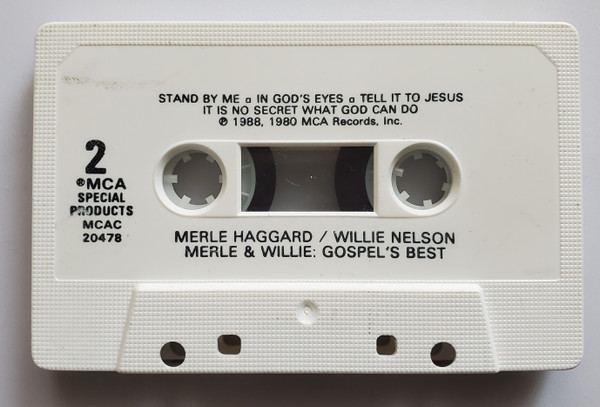 STAND BY ME □ IN GOD'S EYES □ TELL IT TO JESUS
IT IS NO SECRET WHAT GOD CAN DO
℗ 1988, 1980 MCA Records, Inc.
2
®MCA
SPECIAL
PRODUCTS
MCAC
20478
MERLE HAGGARD / WILLIE NELSON
MERLE & WILLIE: GOSPEL'S BEST